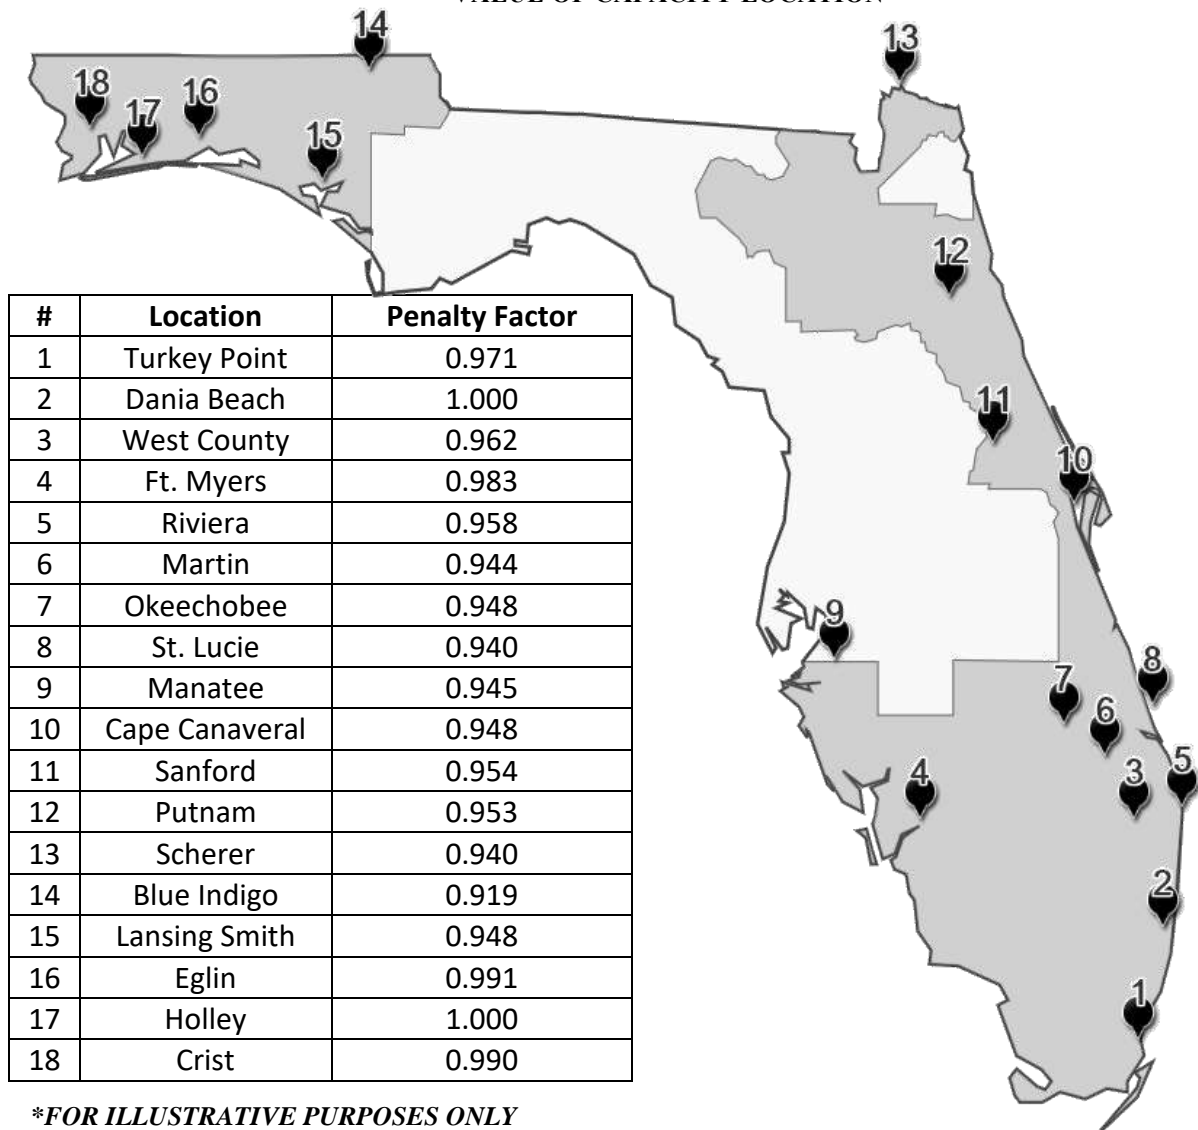 VALUE OF CAPACITY LOCATION
14
13
18
16
17
15
12
# Location Penalty Factor
1 Turkey Point 0.971
2 Dania Beach 1.000
3 West County 0.962
4 Ft. Myers 0.983
5 Riviera 0.958
6 Martin 0.944
7 Okeechobee 0.948
8 St. Lucie 0.940
9 Manatee 0.945
10 Cape Canaveral 0.948
11 Sanford 0.954
12 Putnam 0.953
13 Scherer 0.940
14 Blue Indigo 0.919
15 Lansing Smith 0.948
16 Eglin 0.991
17 Holley 1.000
18 Crist 0.990
11
10
9
8
7
6
5
4
3
2
1
*FOR ILLUSTRATIVE PURPOSES ONLY